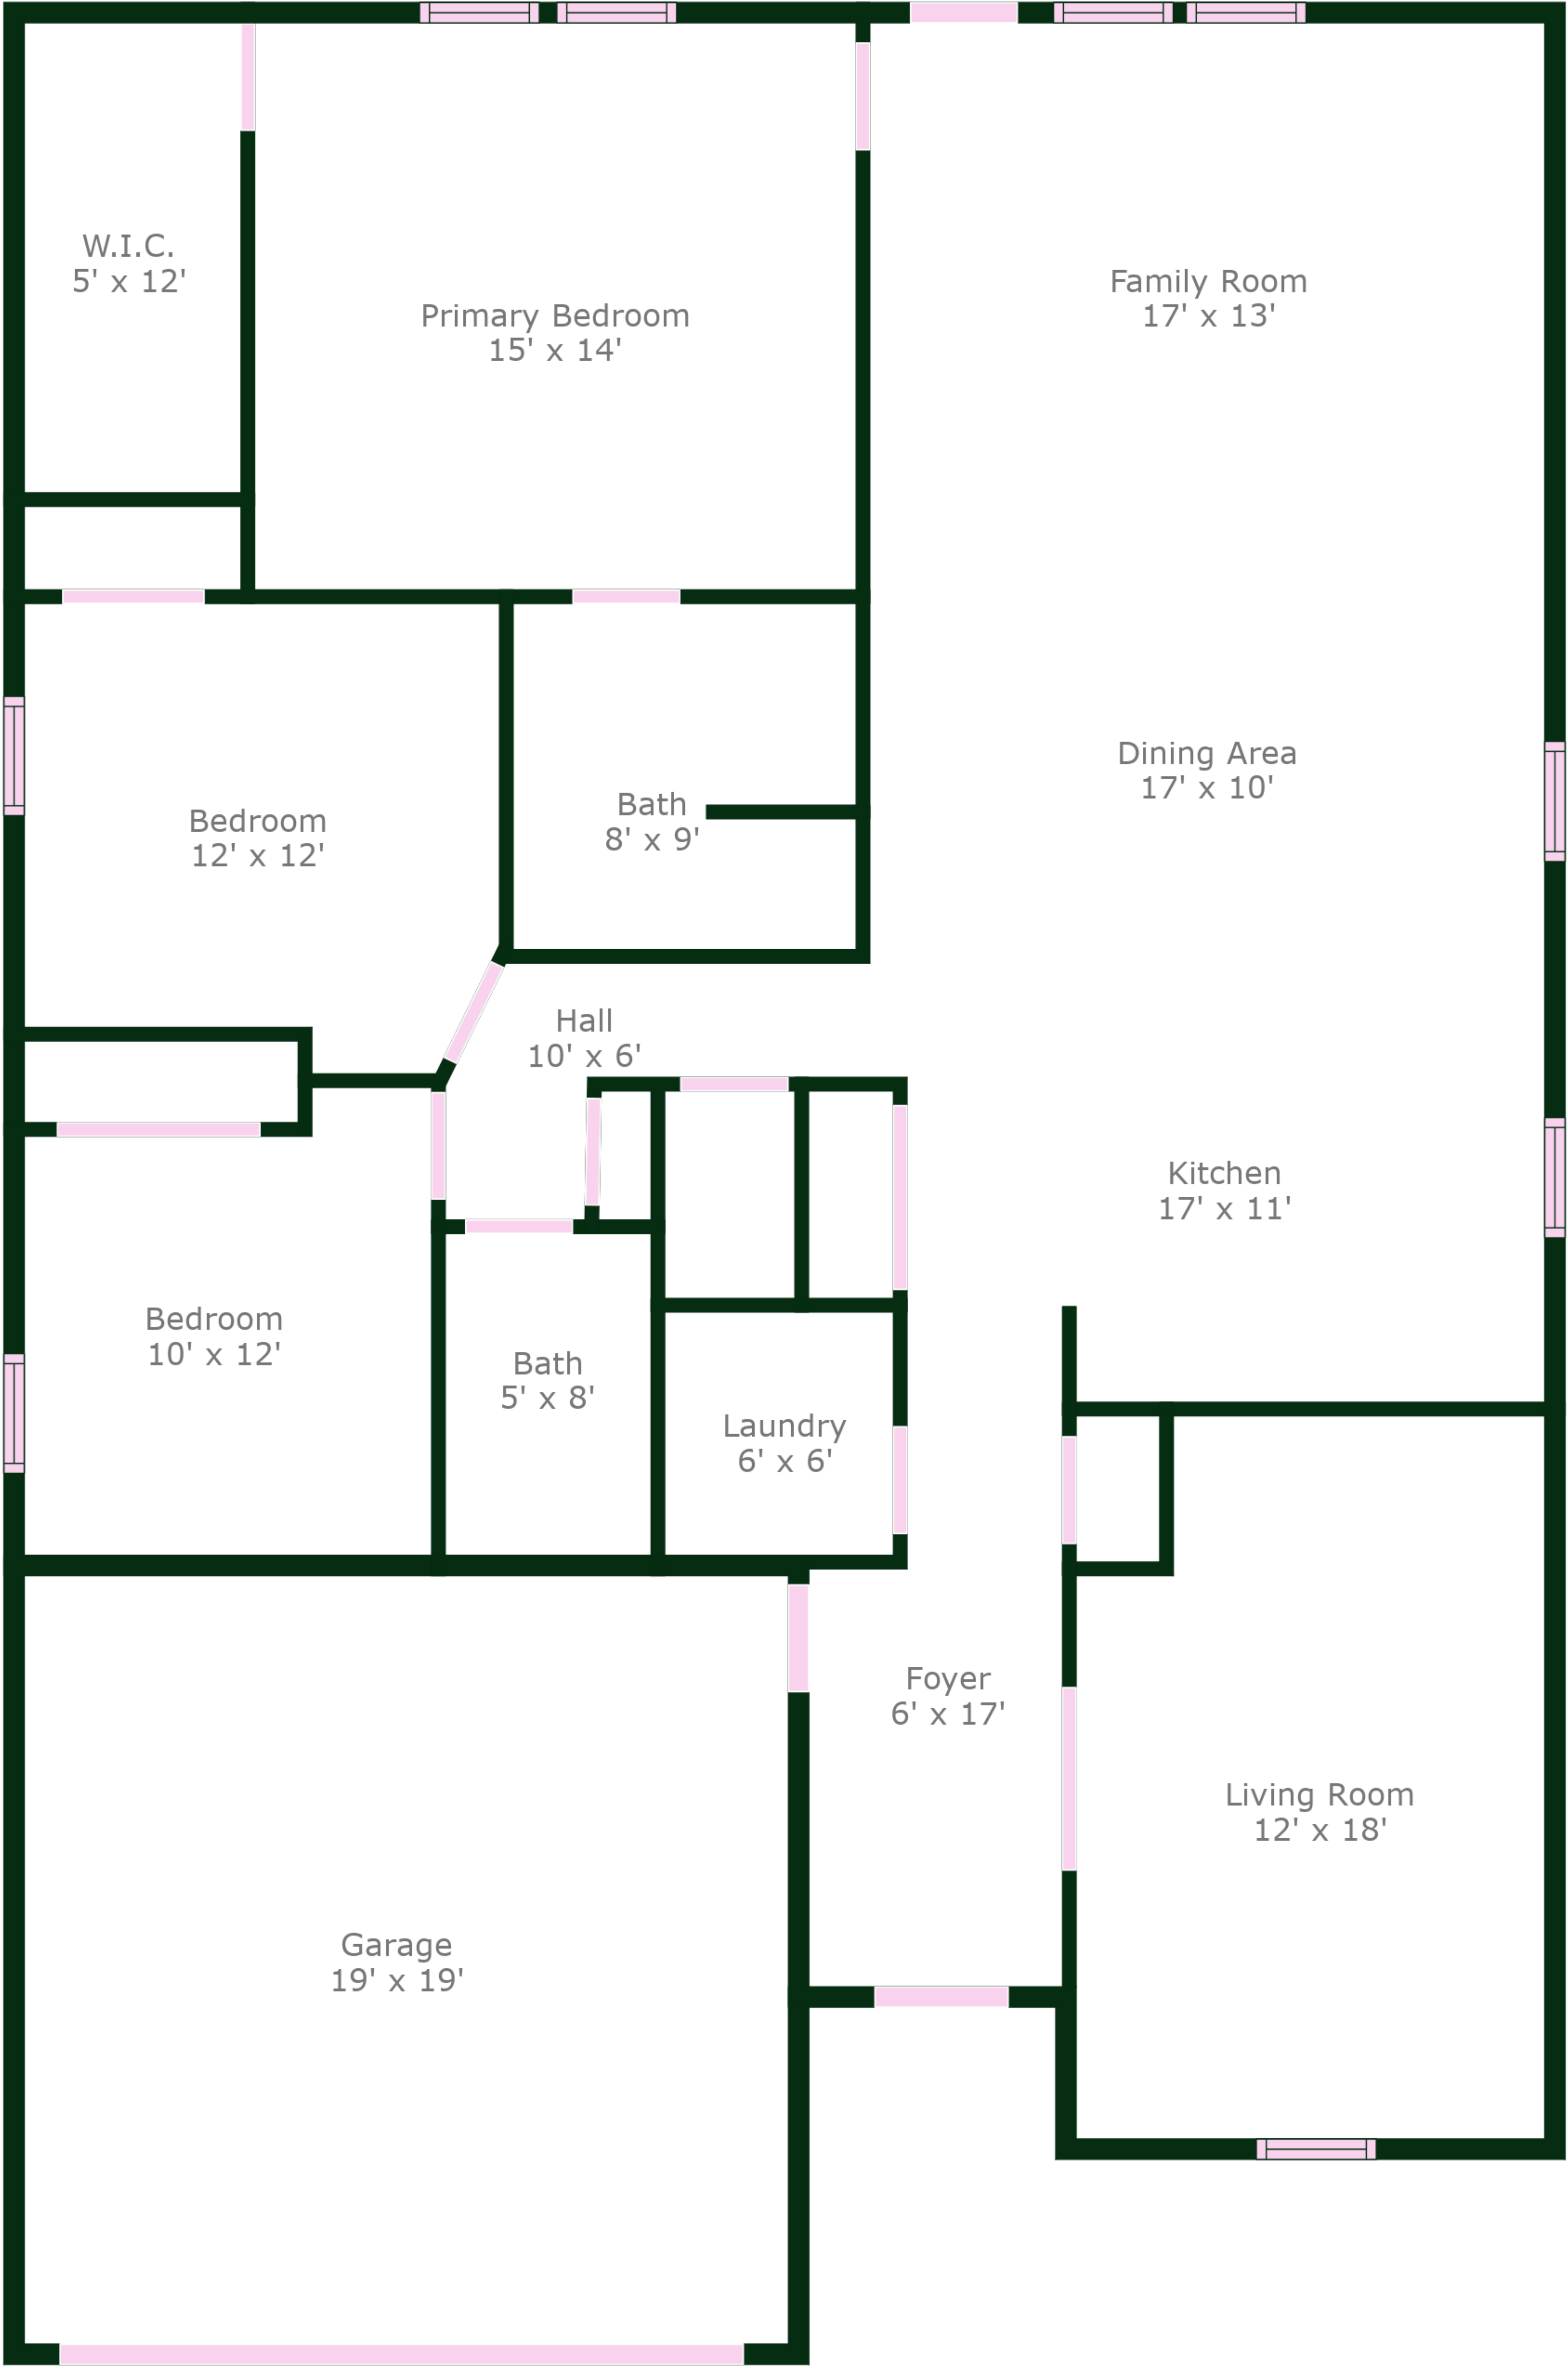 W.I.C.
5' x 12'
Primary Bedroom
15' x 14'
Family Room
17' x 13'
Dining Area
17' x 10'
Bedroom
12' x 12'
Bath
8' x 9'
Hall
10' x 6'
Kitchen
17' x 11'
Bedroom
10' x 12'
Bath
5' x 8'
Laundry
6' x 6'
Foyer
6' x 17'
Living Room
12' x 18'
Garage
19' x 19'